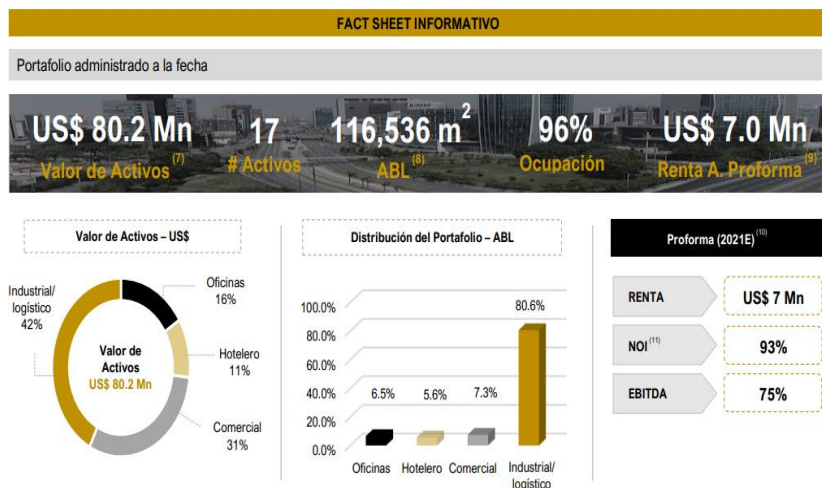 FACT SHEET INFORMATIVO
Portafolio administrado a la fecha
US$ 80.2 Mn
Valor de Activos (7)
17
# Activos
116,536 m2
ABL (8)
96%
Ocupación
US$ 7.0 Mn
Renta A. Proforma (9)
Valor de Activos – US$
Industrial/
logístico
42%
Oficinas
16%
Hotelero
11%
Comercial
31%
Valor de
Activos
US$ 80.2 Mn
Distribución del Portafolio – ABL
100.0%
80.0%
60.0%
40.0%
20.0%
0.0%
6.5%
5.6%
7.3%
80.6%
Oficinas
Hotelero
Comercial
Industrial/
logístico
Proforma (2021E) (10)
RENTA
US$ 7 Mn
NOI (11)
93%
EBITDA
75%